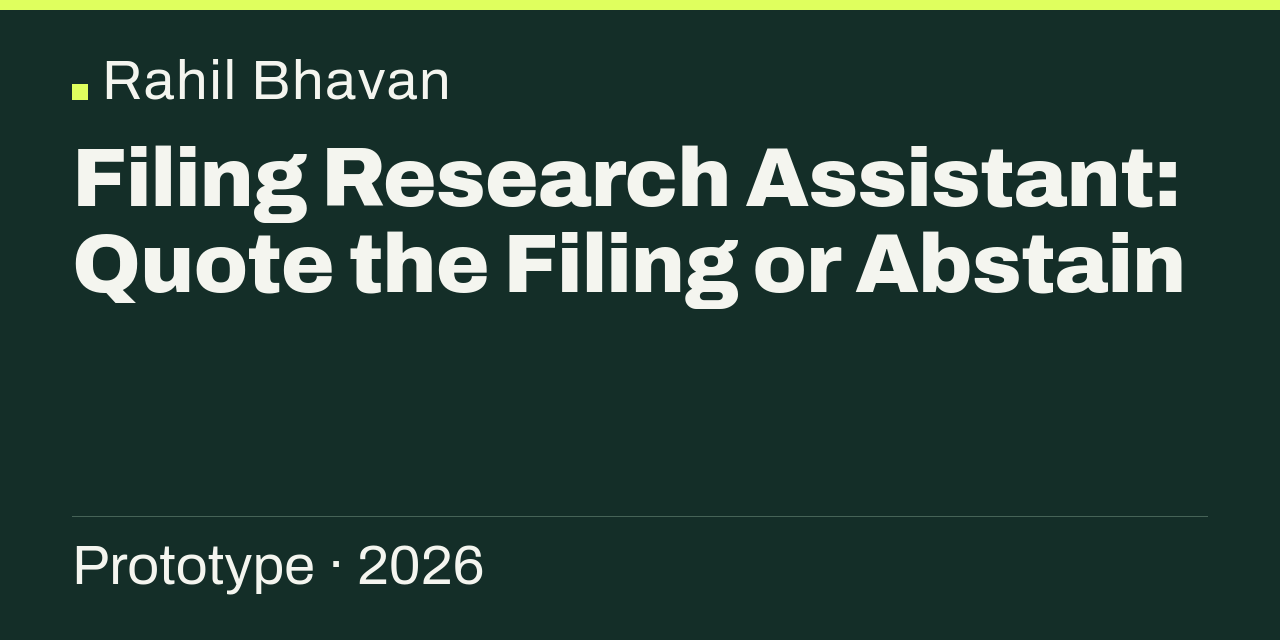 Rahil Bhavan
Filing Research Assistant:
Quote the Filing or Abstain
Prototype · 2026